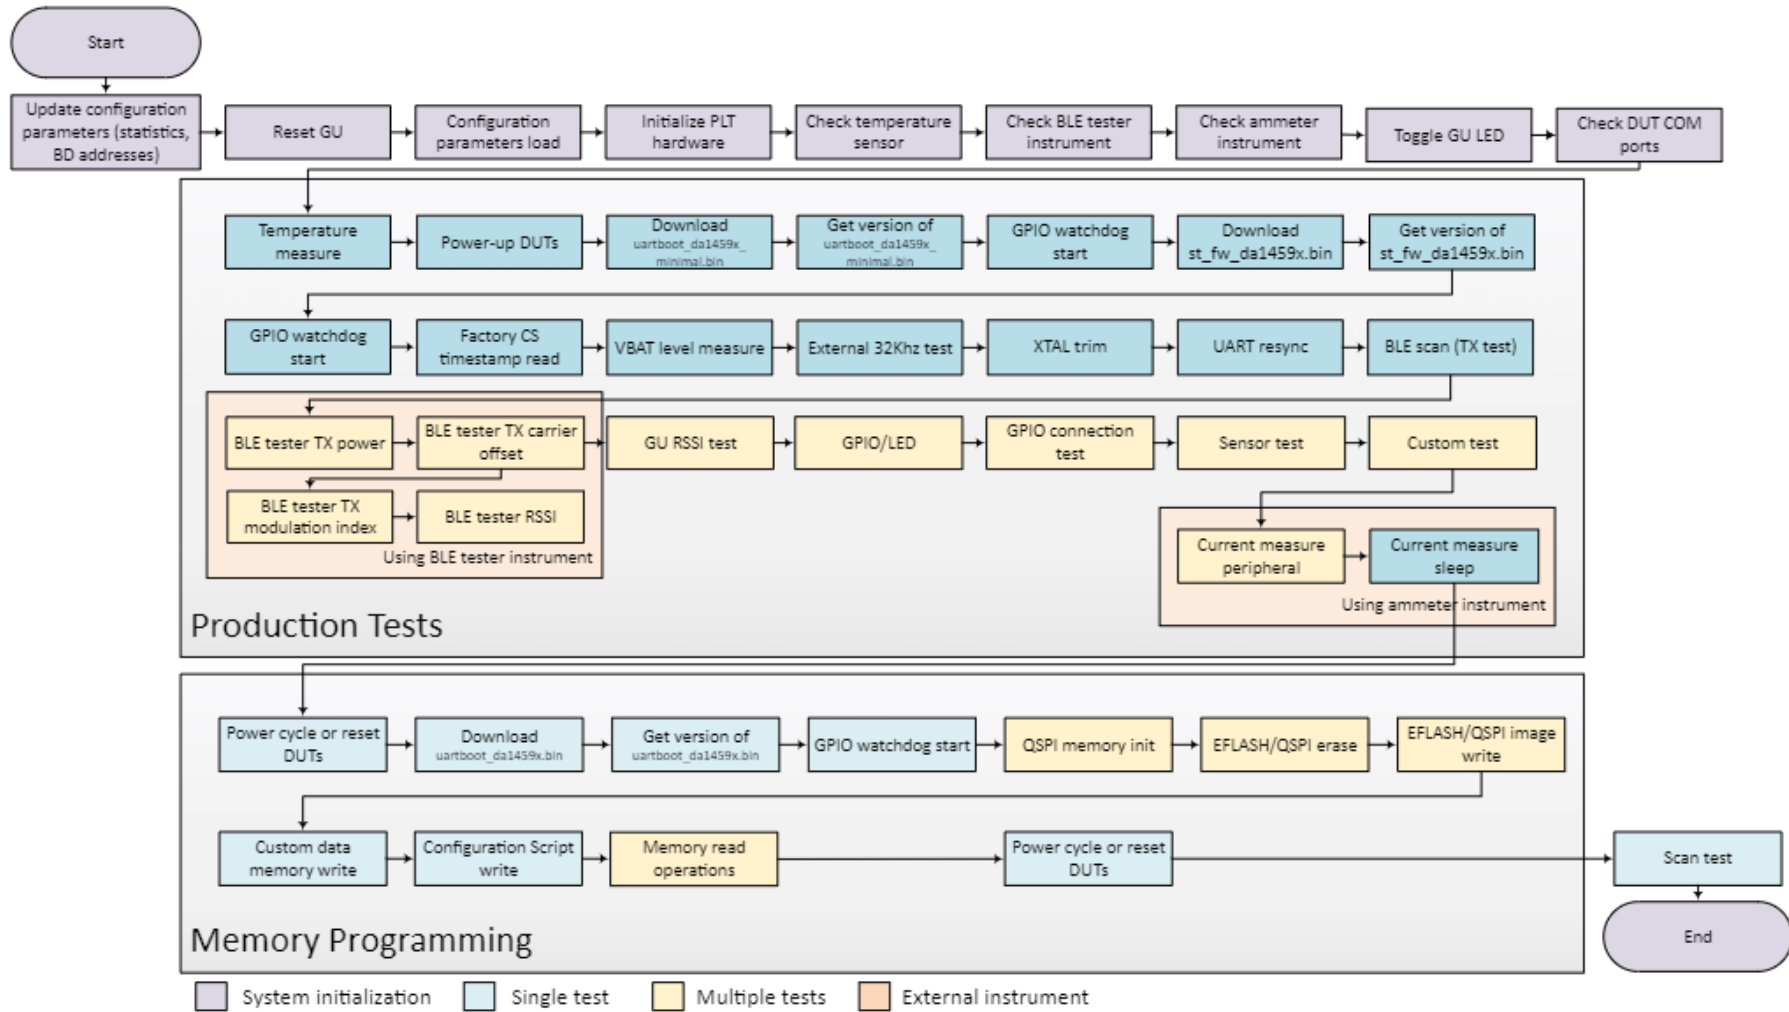 Start
Update configuration
parameters (statistics,
BD addresses)
Reset GU
Configuration
parameters load
Initialize PLT
hardware
Check temperature
sensor
Check BLE tester
instrument
Check ammeter
instrument
Toggle GU LED
Check DUT COM
ports
Temperature
measure
Power-up DUTs
Download
uartboot_da1459x_
minimal.bin
Get version of
uartboot_da1459x_
minimal.bin
GPIO watchdog
start
Download
st_fw_da1459x.bin
Get version of
st_fw_da1459x.bin
GPIO watchdog
start
Factory CS
timestamp read
VBAT level measure
External 32Khz test
XTAL trim
UART resync
BLE scan (TX test)
BLE tester TX power
BLE tester TX carrier
offset
GU RSSI test
GPIO/LED
GPIO connection
test
Sensor test
Custom test
BLE tester TX
modulation index
BLE tester RSSI
Using BLE tester instrument
Current measure
peripheral
Current measure
sleep
Using ammeter instrument
Production Tests
Power cycle or reset
DUTs
Download
uartboot_da1459x.bin
Get version of
uartboot_da1459x.bin
GPIO watchdog start
QSPI memory init
EFLASH/QSPI erase
EFLASH/QSPI image
write
Custom data
memory write
Configuration Script
write
Memory read
operations
Power cycle or reset
DUTs
Scan test
Memory Programming
End
System initialization
Single test
Multiple tests
External instrument